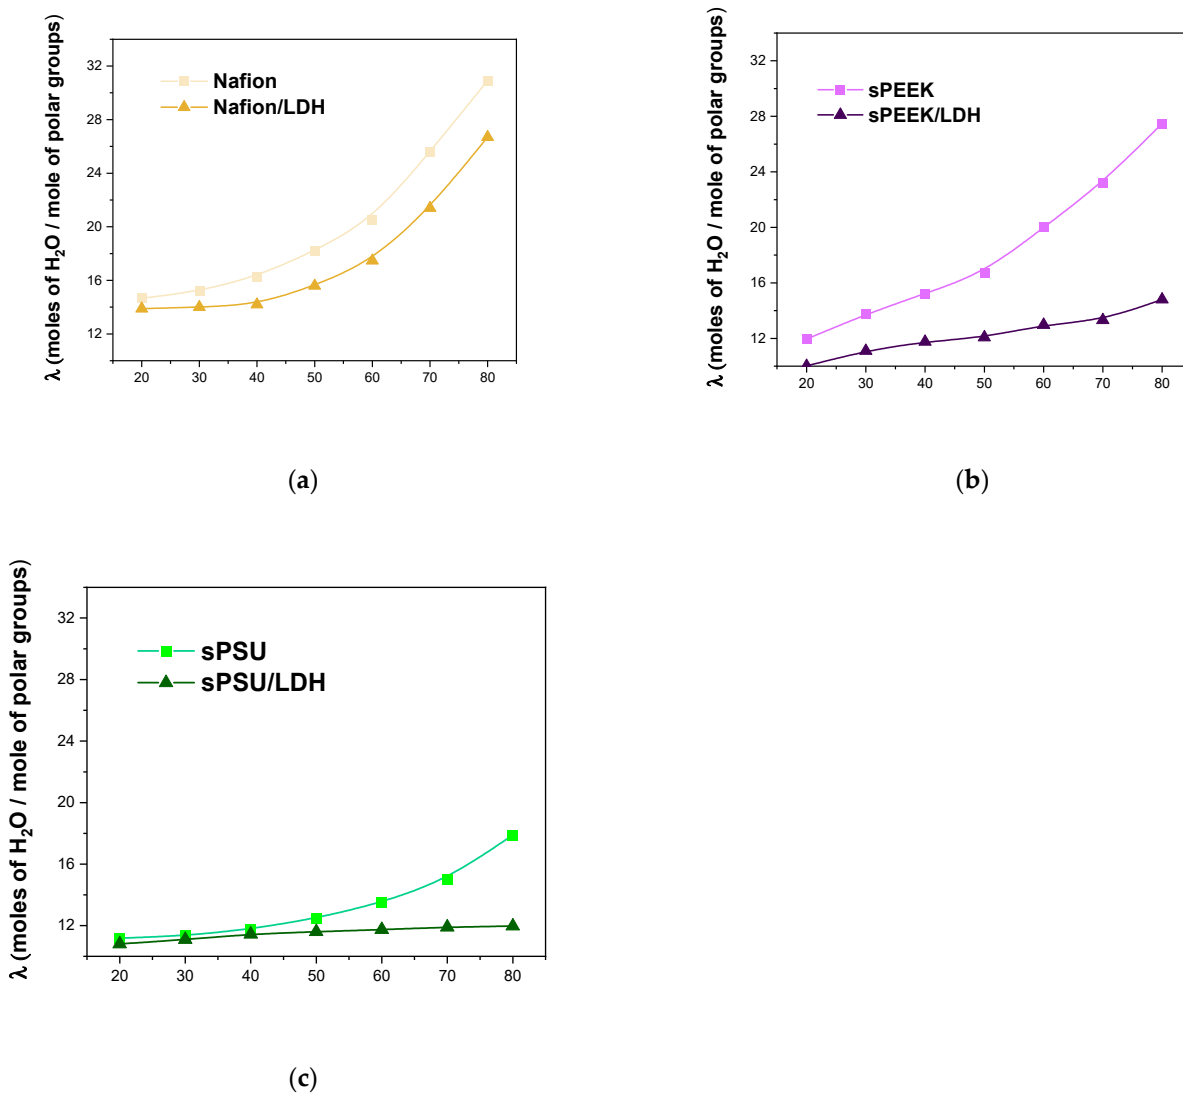 λ (moles of H₂O / mole of polar groups)
32
28
24
20
16
12
Nafion
Nafion/LDH
20 30 40 50 60 70 80
(a)
λ (moles of H₂O / mole of polar groups)
32
28
24
20
16
12
sPEEK
sPEEK/LDH
20 30 40 50 60 70 80
(b)
λ (moles of H₂O / mole of polar groups)
32
28
24
20
16
12
sPSU
sPSU/LDH
20 30 40 50 60 70 80
(c)